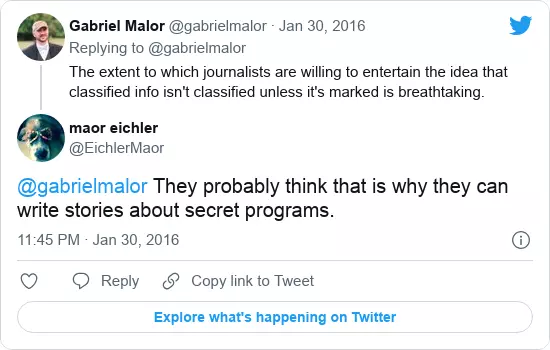 Gabriel Malor @gabrielmalor · Jan 30, 2016
Replying to @gabrielmalor
The extent to which journalists are willing to entertain the idea that
classified info isn't classified unless it's marked is breathtaking.
maor eichler
@EichlerMaor
@gabrielmalor They probably think that is why they can
write stories about secret programs.
11:45 PM · Jan 30, 2016
Reply Copy link to Tweet
Explore what's happening on Twitter